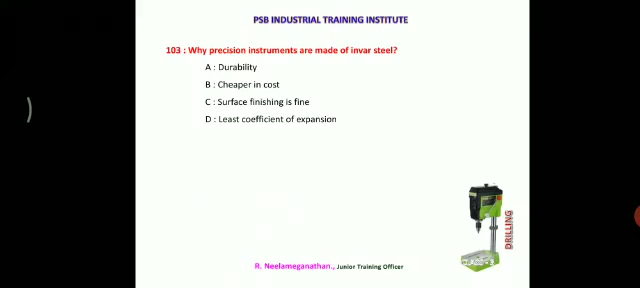 PSB INDUSTRIAL TRAINING INSTITUTE
103 : Why precision instruments are made of invar steel?
A : Durability
B : Cheaper in cost
C : Surface finishing is fine
D : Least coefficient of expansion
DRILLING
R. Neelameganathan., Junior Training Officer